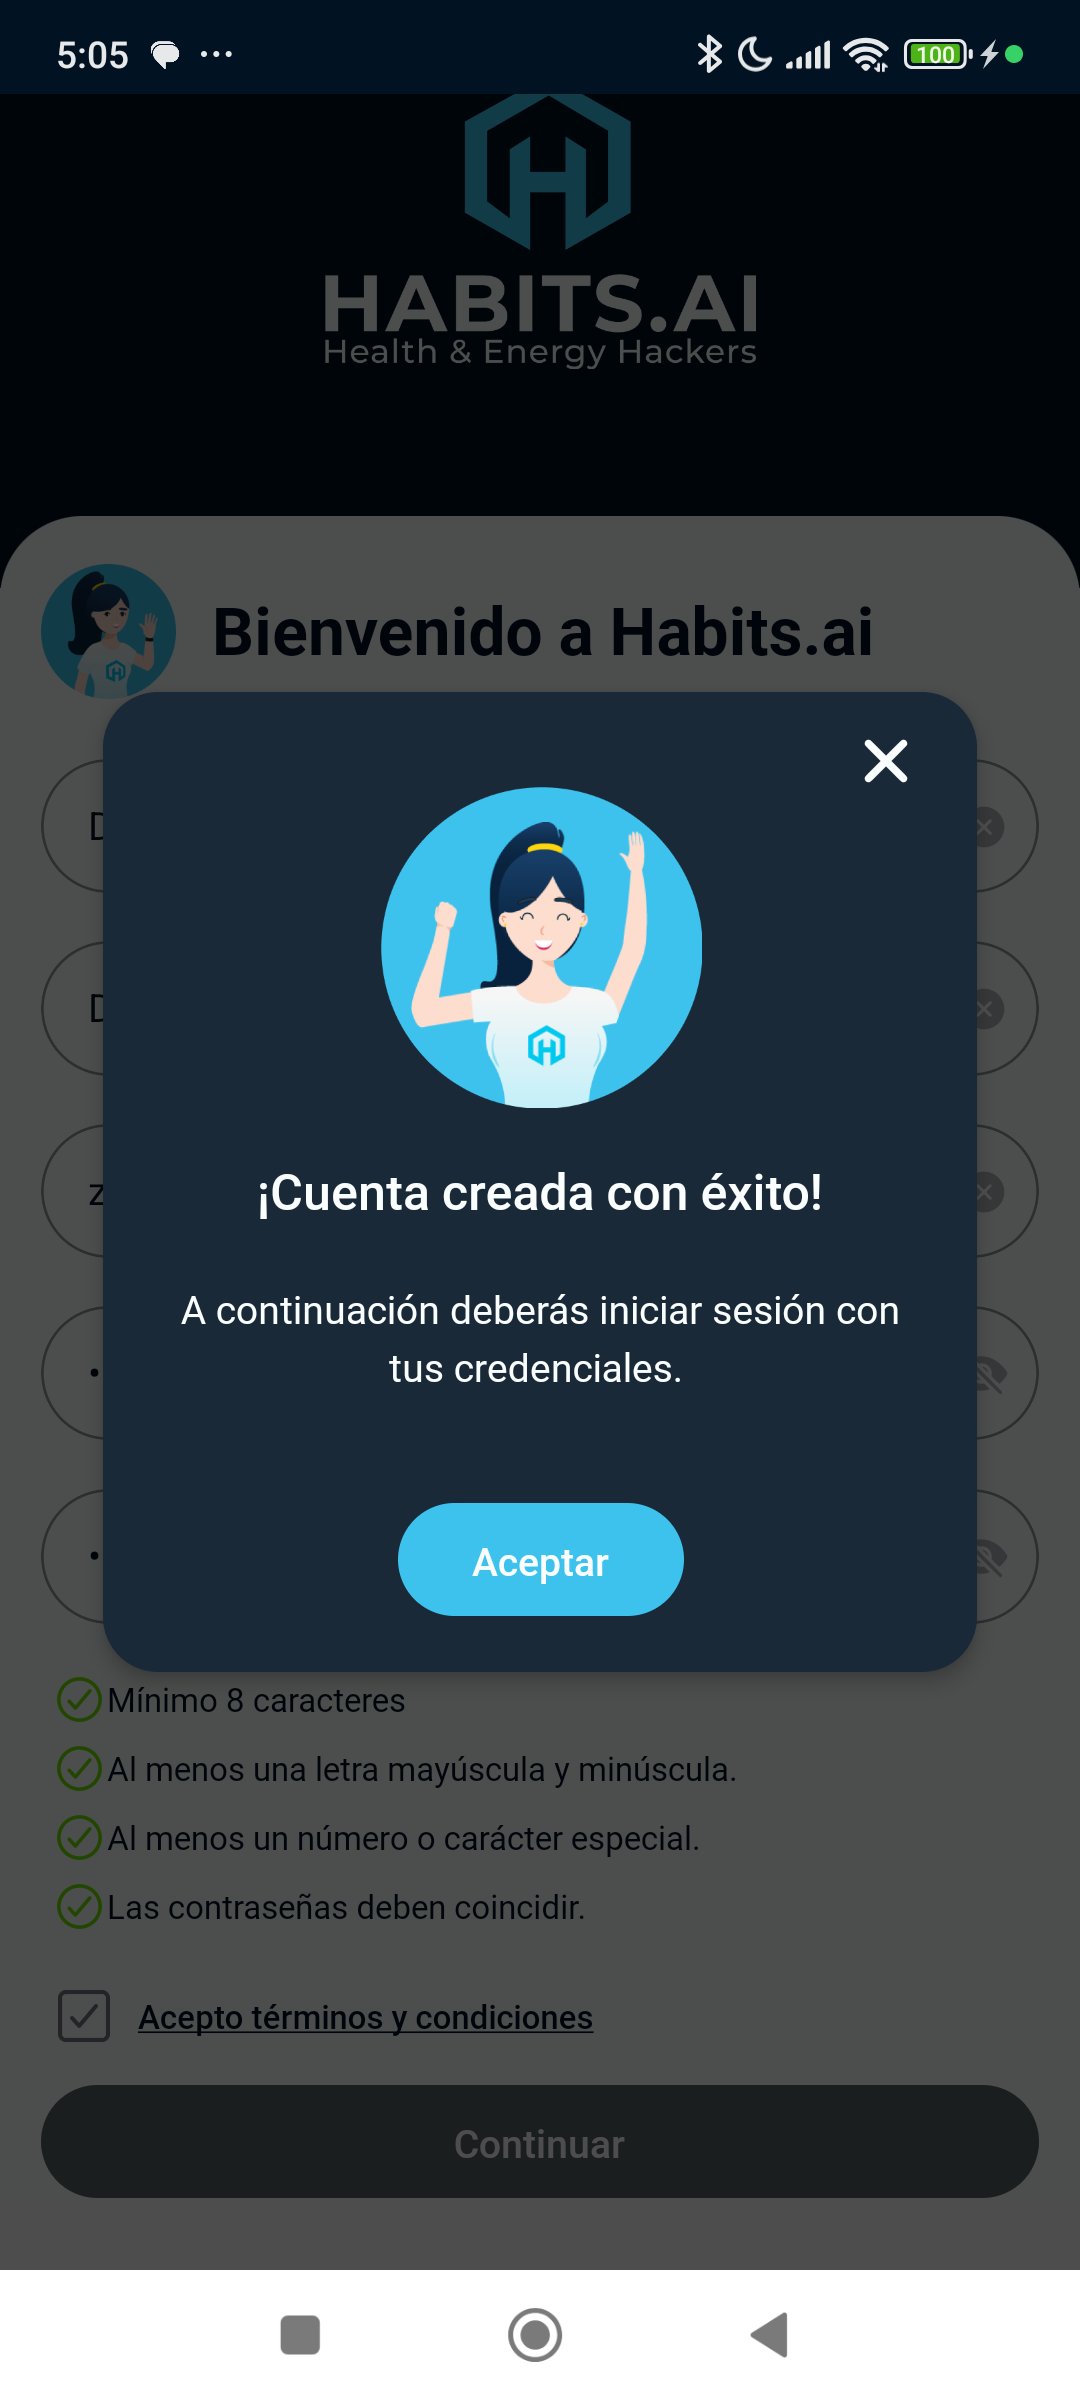 5:05
100
HABITS.AI
Health & Energy Hackers
Bienvenido a Habits.ai
¡Cuenta creada con éxito!
A continuación deberás iniciar sesión con
tus credenciales.
Aceptar
Mínimo 8 caracteres
Al menos una letra mayúscula y minúscula.
Al menos un número o carácter especial.
Las contraseñas deben coincidir.
Acepto términos y condiciones
Continuar